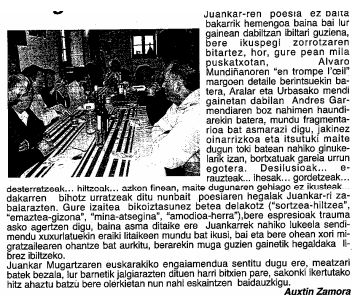 Juankar-ren poesia ez baita
bakarrik hemengoa baina bai lur
gainean dabiltzan ibiltari guziena,
bere ikuspegi zorrotzaren
bitartez, hor, gure pean mila
puskatxotan, Alvaro
Mundiñanoren "en trompe l'œil"
margoen detaile berintsuekin ba-
tera, Aralar eta Urbasako mendi
gainetan dabilan Andres Gar-
mendiaren boz nahimen haundi-
arekin batera, mundu fragmenta-
rioa bat asmarazi digu, jakinez
oinarrizkoa eta itsutuki maite
dugun toki batean nahiko ginuke-
larik izan, bortxatuak garela urrun
egotera. Desilusioak... e-
rauzteak... ihesak... gordetzeak...
desterratzeak... hiltzoak... azken finean, maite dugunaren gehiago ez ikusteak
dakarren bihotz urratzeak ditu nunbait poesiaren hegalak Juankar-i za-
balarazten. Gure izaitea bikoiztasunez betea delakotz ("sortzea-hiltzea",
"emaztea-gizona", "mina-atsegina", "amodioa-herra"),bere espresioak trauma
asko agertzen digu, baina asma ditaike ere Juankarrek nahiko lukeela sendi-
mendu xuxurlatuekin eraiki litaikeen mundu bat ikusi, bai eta bere ohean xori mi-
gratzailearen ohantze bat aurkitu, berarekin muga guzien gainetik hegaldaka li-
brez ibiltzeko.
Juankar Mugartzaren euskarakiko engaiamendua sentitu dugu ere, meatzari
batek bezala, lur barnetik jalgiarazten dituen harri bitxien pare, sakonki ikertutako
hitz ahaztu batzu bere olerkietan nun nahi eskaintzen baidauzkigu.
Auxtin Zamora